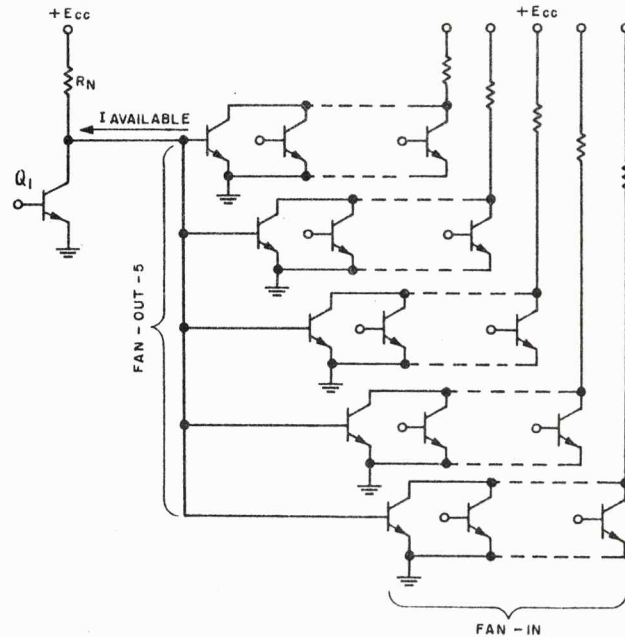 +Ecc
+Ecc
RN
I AVAILABLE
Q1
FAN-OUT-5
FAN-IN